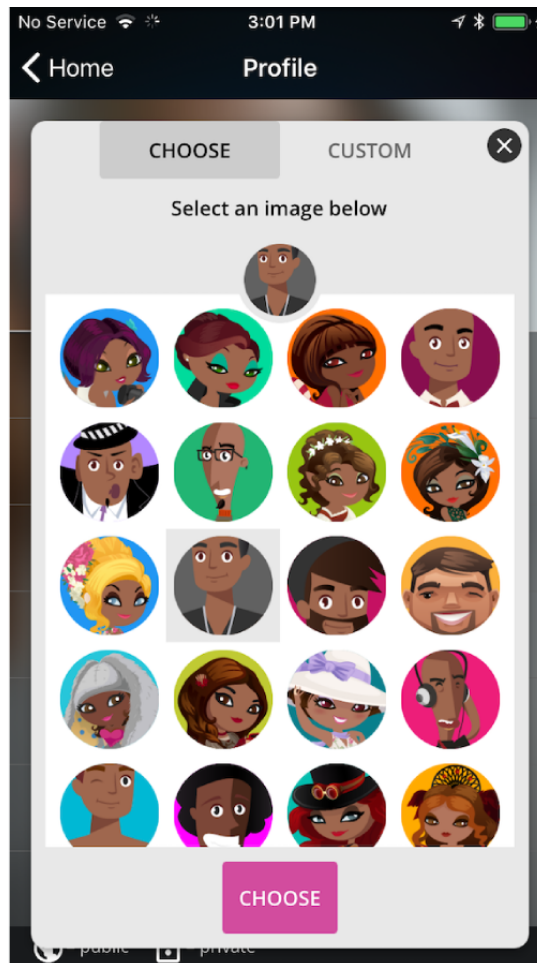 No Service 3:01 PM
Home Profile
CHOOSE CUSTOM
Select an image below
CHOOSE
- public - private